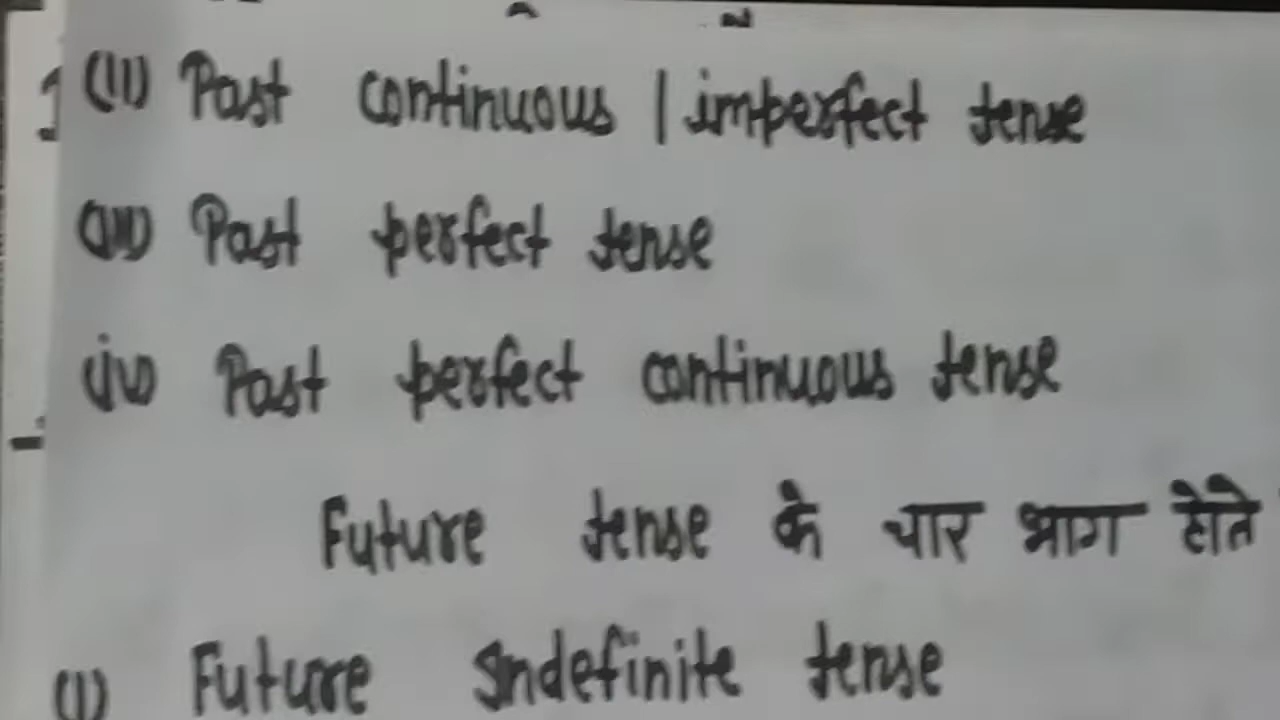 (II) Past continuous | imperfect tense
(III) Past perfect tense
(iv) Past perfect continuous tense
Future tense के चार भाग होते
(I) Future Indefinite tense